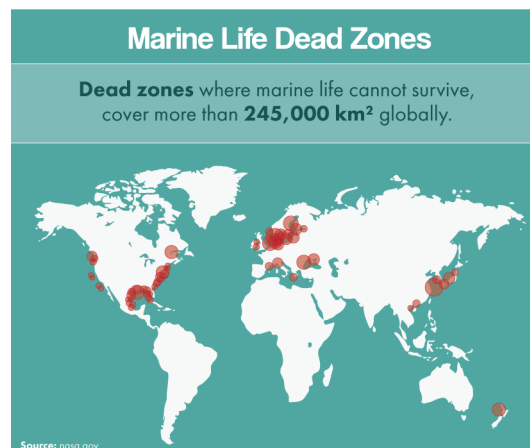 Marine Life Dead Zones
Dead zones where marine life cannot survive,
cover more than 245,000 km² globally.
Source: nasa.gov